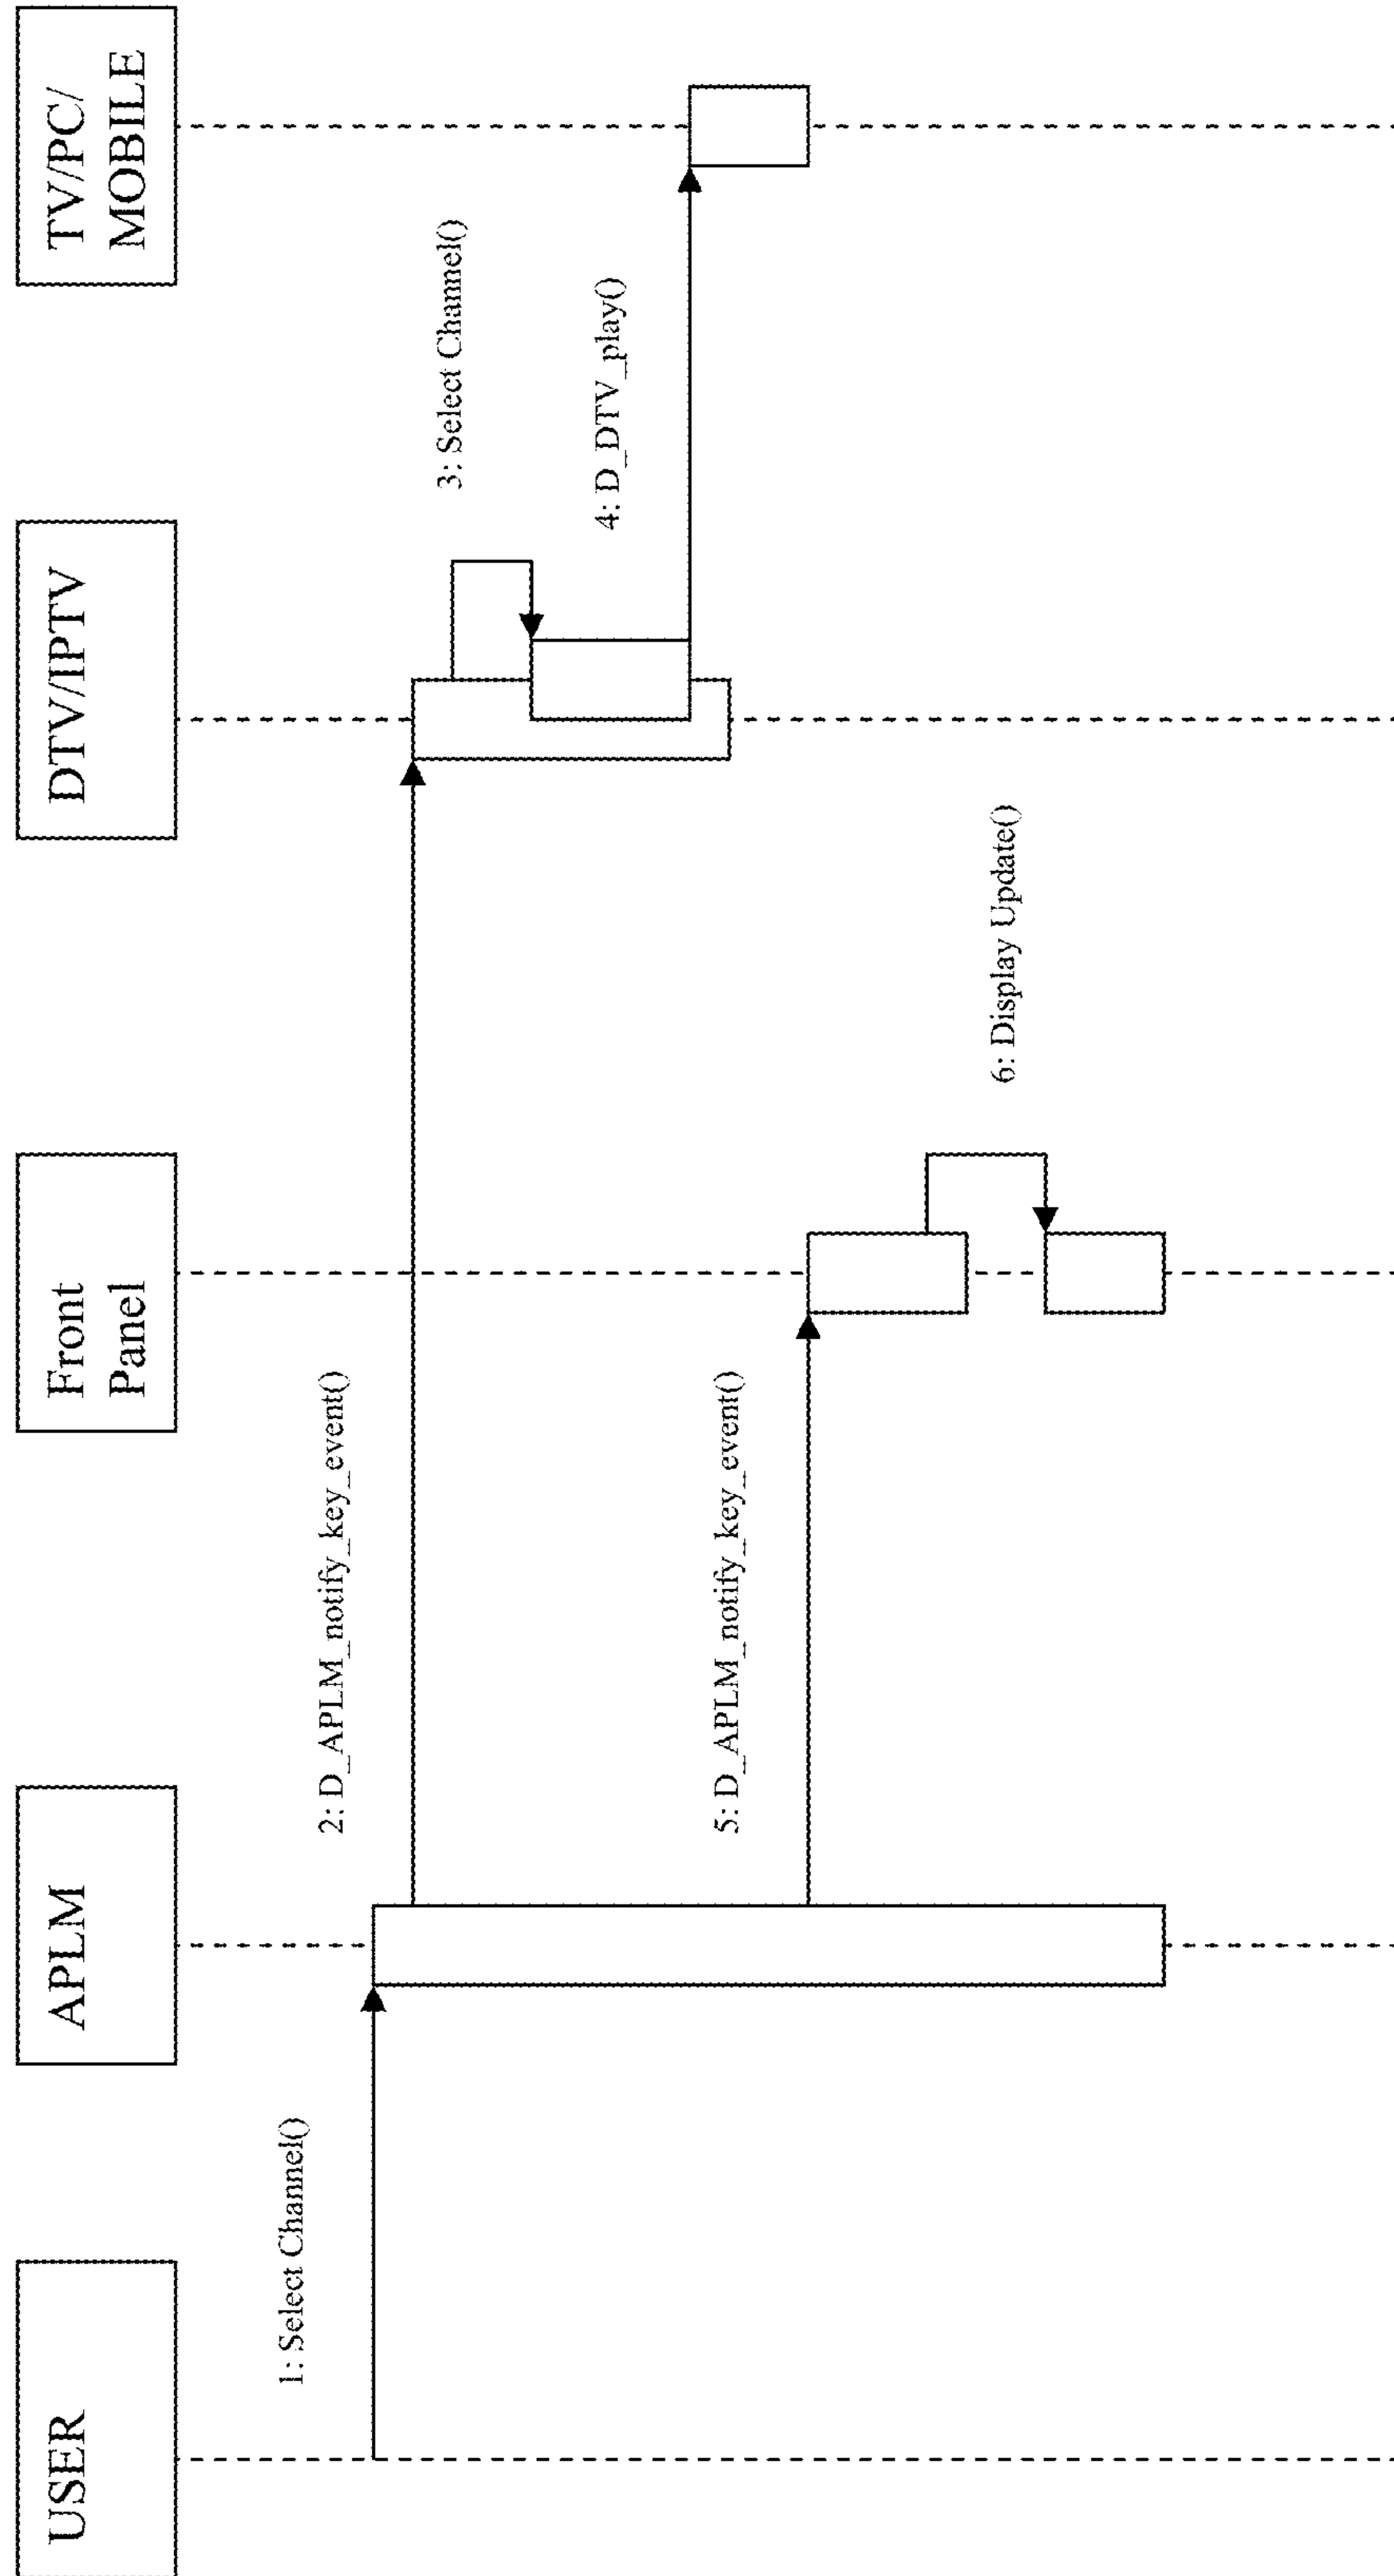 USER
APLM
Front
Panel
DTV/IPTV
TV/PC/
MOBILE
1: Select Channel()
2: D_APLM_notify_key_event()
3: Select Channel()
4: D_DTV_play()
5: D_APLM_notify_key_event()
6: Display Update()